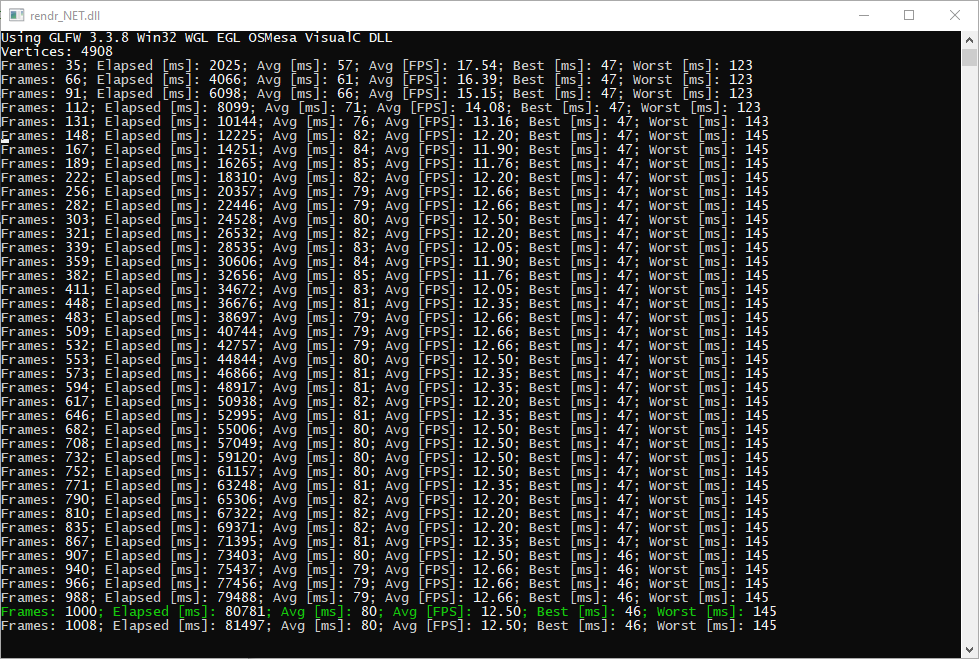 rendr_NET.dll
Using GLFW 3.3.8 Win32 WGL EGL OSMesa VisualC DLL
Vertices: 4908
Frames: 35; Elapsed [ms]: 2025; Avg [ms]: 57; Avg [FPS]: 17.54; Best [ms]: 47; Worst [ms]: 123
Frames: 66; Elapsed [ms]: 4066; Avg [ms]: 61; Avg [FPS]: 16.39; Best [ms]: 47; Worst [ms]: 123
Frames: 91; Elapsed [ms]: 6098; Avg [ms]: 66; Avg [FPS]: 15.15; Best [ms]: 47; Worst [ms]: 123
Frames: 112; Elapsed [ms]: 8099; Avg [ms]: 71; Avg [FPS]: 14.08; Best [ms]: 47; Worst [ms]: 123
Frames: 131; Elapsed [ms]: 10144; Avg [ms]: 76; Avg [FPS]: 13.16; Best [ms]: 47; Worst [ms]: 143
Frames: 148; Elapsed [ms]: 12225; Avg [ms]: 82; Avg [FPS]: 12.20; Best [ms]: 47; Worst [ms]: 145
Frames: 167; Elapsed [ms]: 14251; Avg [ms]: 84; Avg [FPS]: 11.90; Best [ms]: 47; Worst [ms]: 145
Frames: 189; Elapsed [ms]: 16265; Avg [ms]: 85; Avg [FPS]: 11.76; Best [ms]: 47; Worst [ms]: 145
Frames: 222; Elapsed [ms]: 18310; Avg [ms]: 82; Avg [FPS]: 12.20; Best [ms]: 47; Worst [ms]: 145
Frames: 256; Elapsed [ms]: 20357; Avg [ms]: 79; Avg [FPS]: 12.66; Best [ms]: 47; Worst [ms]: 145
Frames: 282; Elapsed [ms]: 22446; Avg [ms]: 79; Avg [FPS]: 12.66; Best [ms]: 47; Worst [ms]: 145
Frames: 303; Elapsed [ms]: 24528; Avg [ms]: 80; Avg [FPS]: 12.50; Best [ms]: 47; Worst [ms]: 145
Frames: 321; Elapsed [ms]: 26532; Avg [ms]: 82; Avg [FPS]: 12.20; Best [ms]: 47; Worst [ms]: 145
Frames: 339; Elapsed [ms]: 28535; Avg [ms]: 83; Avg [FPS]: 12.05; Best [ms]: 47; Worst [ms]: 145
Frames: 359; Elapsed [ms]: 30606; Avg [ms]: 84; Avg [FPS]: 11.90; Best [ms]: 47; Worst [ms]: 145
Frames: 382; Elapsed [ms]: 32656; Avg [ms]: 85; Avg [FPS]: 11.76; Best [ms]: 47; Worst [ms]: 145
Frames: 411; Elapsed [ms]: 34672; Avg [ms]: 83; Avg [FPS]: 12.05; Best [ms]: 47; Worst [ms]: 145
Frames: 448; Elapsed [ms]: 36676; Avg [ms]: 81; Avg [FPS]: 12.35; Best [ms]: 47; Worst [ms]: 145
Frames: 483; Elapsed [ms]: 38697; Avg [ms]: 79; Avg [FPS]: 12.66; Best [ms]: 47; Worst [ms]: 145
Frames: 509; Elapsed [ms]: 40744; Avg [ms]: 79; Avg [FPS]: 12.66; Best [ms]: 47; Worst [ms]: 145
Frames: 532; Elapsed [ms]: 42757; Avg [ms]: 79; Avg [FPS]: 12.66; Best [ms]: 47; Worst [ms]: 145
Frames: 553; Elapsed [ms]: 44844; Avg [ms]: 80; Avg [FPS]: 12.50; Best [ms]: 47; Worst [ms]: 145
Frames: 573; Elapsed [ms]: 46866; Avg [ms]: 81; Avg [FPS]: 12.35; Best [ms]: 47; Worst [ms]: 145
Frames: 594; Elapsed [ms]: 48917; Avg [ms]: 81; Avg [FPS]: 12.35; Best [ms]: 47; Worst [ms]: 145
Frames: 617; Elapsed [ms]: 50938; Avg [ms]: 82; Avg [FPS]: 12.20; Best [ms]: 47; Worst [ms]: 145
Frames: 646; Elapsed [ms]: 52995; Avg [ms]: 81; Avg [FPS]: 12.35; Best [ms]: 47; Worst [ms]: 145
Frames: 682; Elapsed [ms]: 55006; Avg [ms]: 80; Avg [FPS]: 12.50; Best [ms]: 47; Worst [ms]: 145
Frames: 708; Elapsed [ms]: 57049; Avg [ms]: 80; Avg [FPS]: 12.50; Best [ms]: 47; Worst [ms]: 145
Frames: 732; Elapsed [ms]: 59120; Avg [ms]: 80; Avg [FPS]: 12.50; Best [ms]: 47; Worst [ms]: 145
Frames: 752; Elapsed [ms]: 61157; Avg [ms]: 80; Avg [FPS]: 12.50; Best [ms]: 47; Worst [ms]: 145
Frames: 771; Elapsed [ms]: 63248; Avg [ms]: 81; Avg [FPS]: 12.35; Best [ms]: 47; Worst [ms]: 145
Frames: 790; Elapsed [ms]: 65306; Avg [ms]: 82; Avg [FPS]: 12.20; Best [ms]: 47; Worst [ms]: 145
Frames: 810; Elapsed [ms]: 67322; Avg [ms]: 82; Avg [FPS]: 12.20; Best [ms]: 47; Worst [ms]: 145
Frames: 835; Elapsed [ms]: 69371; Avg [ms]: 82; Avg [FPS]: 12.20; Best [ms]: 47; Worst [ms]: 145
Frames: 867; Elapsed [ms]: 71395; Avg [ms]: 81; Avg [FPS]: 12.35; Best [ms]: 47; Worst [ms]: 145
Frames: 907; Elapsed [ms]: 73403; Avg [ms]: 80; Avg [FPS]: 12.50; Best [ms]: 46; Worst [ms]: 145
Frames: 940; Elapsed [ms]: 75437; Avg [ms]: 79; Avg [FPS]: 12.66; Best [ms]: 46; Worst [ms]: 145
Frames: 966; Elapsed [ms]: 77456; Avg [ms]: 79; Avg [FPS]: 12.66; Best [ms]: 46; Worst [ms]: 145
Frames: 988; Elapsed [ms]: 79488; Avg [ms]: 79; Avg [FPS]: 12.66; Best [ms]: 46; Worst [ms]: 145
Frames: 1000; Elapsed [ms]: 80781; Avg [ms]: 80; Avg [FPS]: 12.50; Best [ms]: 46; Worst [ms]: 145
Frames: 1008; Elapsed [ms]: 81497; Avg [ms]: 80; Avg [FPS]: 12.50; Best [ms]: 46; Worst [ms]: 145